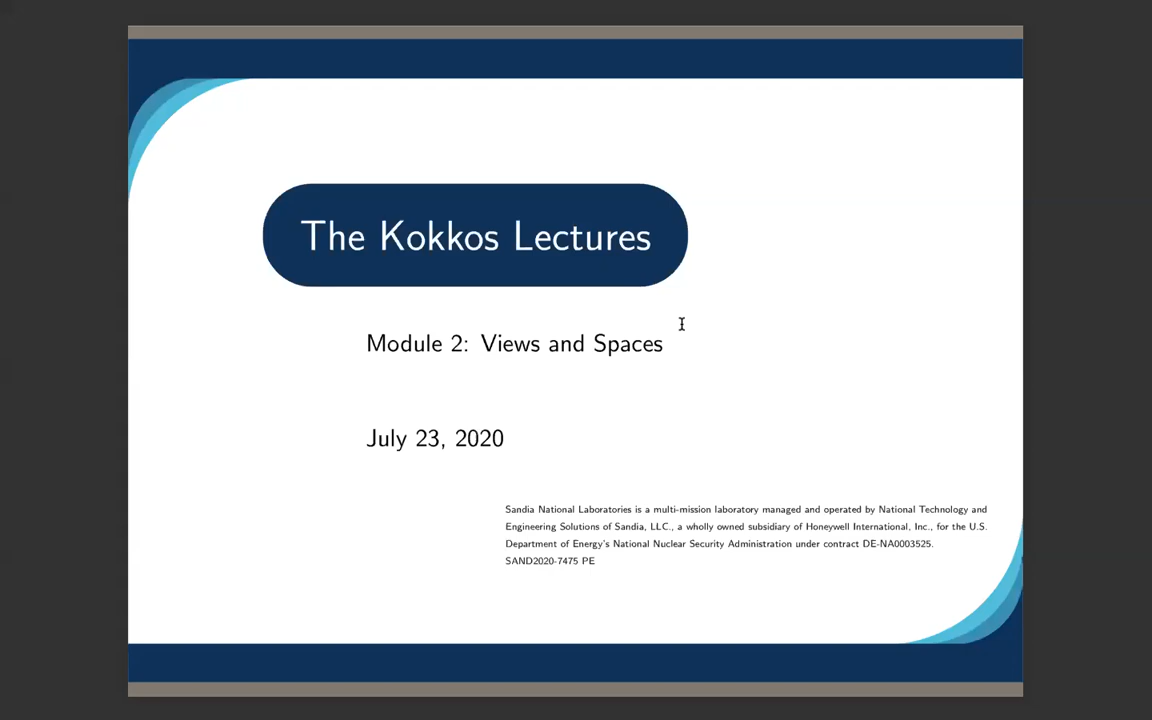 The Kokkos Lectures
Module 2: Views and Spaces
July 23, 2020
Sandia National Laboratories is a multi-mission laboratory managed and operated by National Technology and
Engineering Solutions of Sandia, LLC., a wholly owned subsidiary of Honeywell International, Inc., for the U.S.
Department of Energy's National Nuclear Security Administration under contract DE-NA0003525.
SAND2020-7475 PE